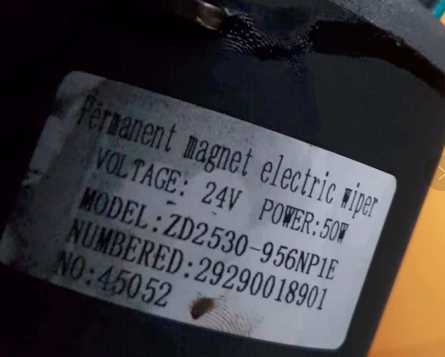 Permanent magnet electric wiper
VOLTAGE: 24V POWER:50W
MODEL:ZD2530-956NP1E
NUMBERED:29290018901
NO:45052